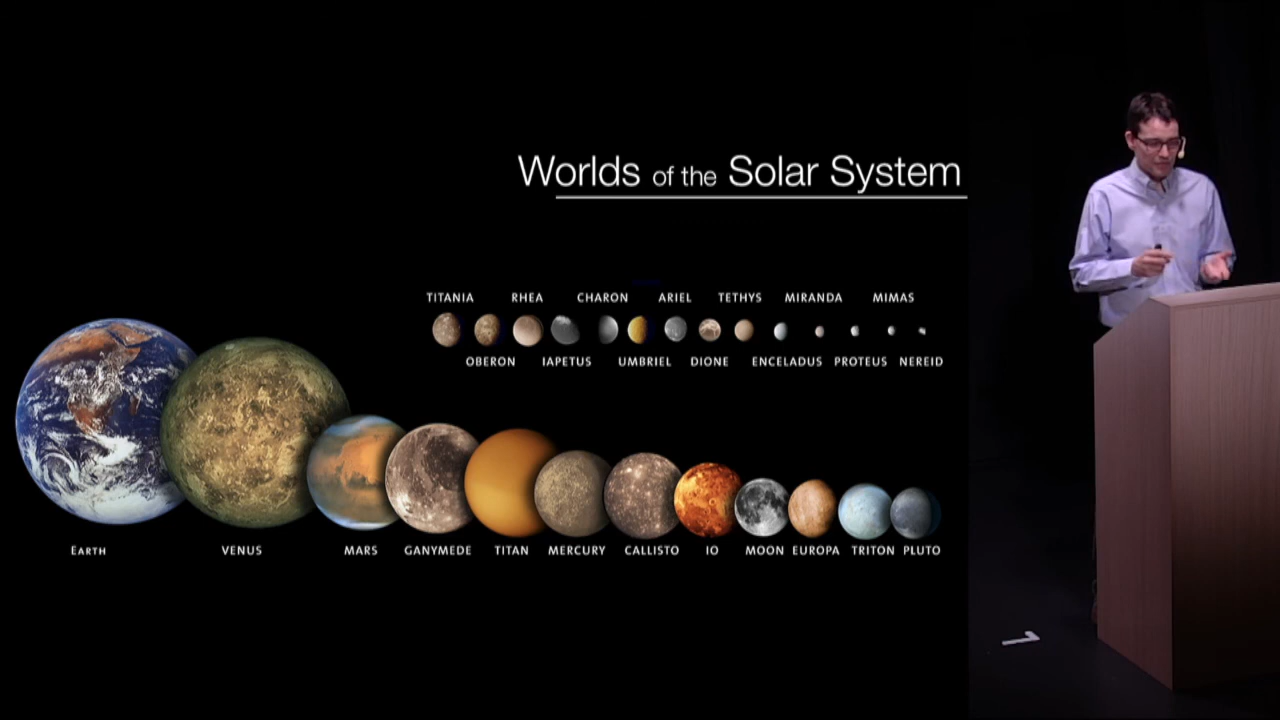 Worlds of the Solar System
TITANIA RHEA CHARON ARIEL TETHYS MIRANDA MIMAS
OBERON IAPETUS UMBRIEL DIONE ENCELADUS PROTEUS NEREID
EARTH VENUS MARS GANYMEDE TITAN MERCURY CALLISTO IO MOON EUROPA TRITON PLUTO